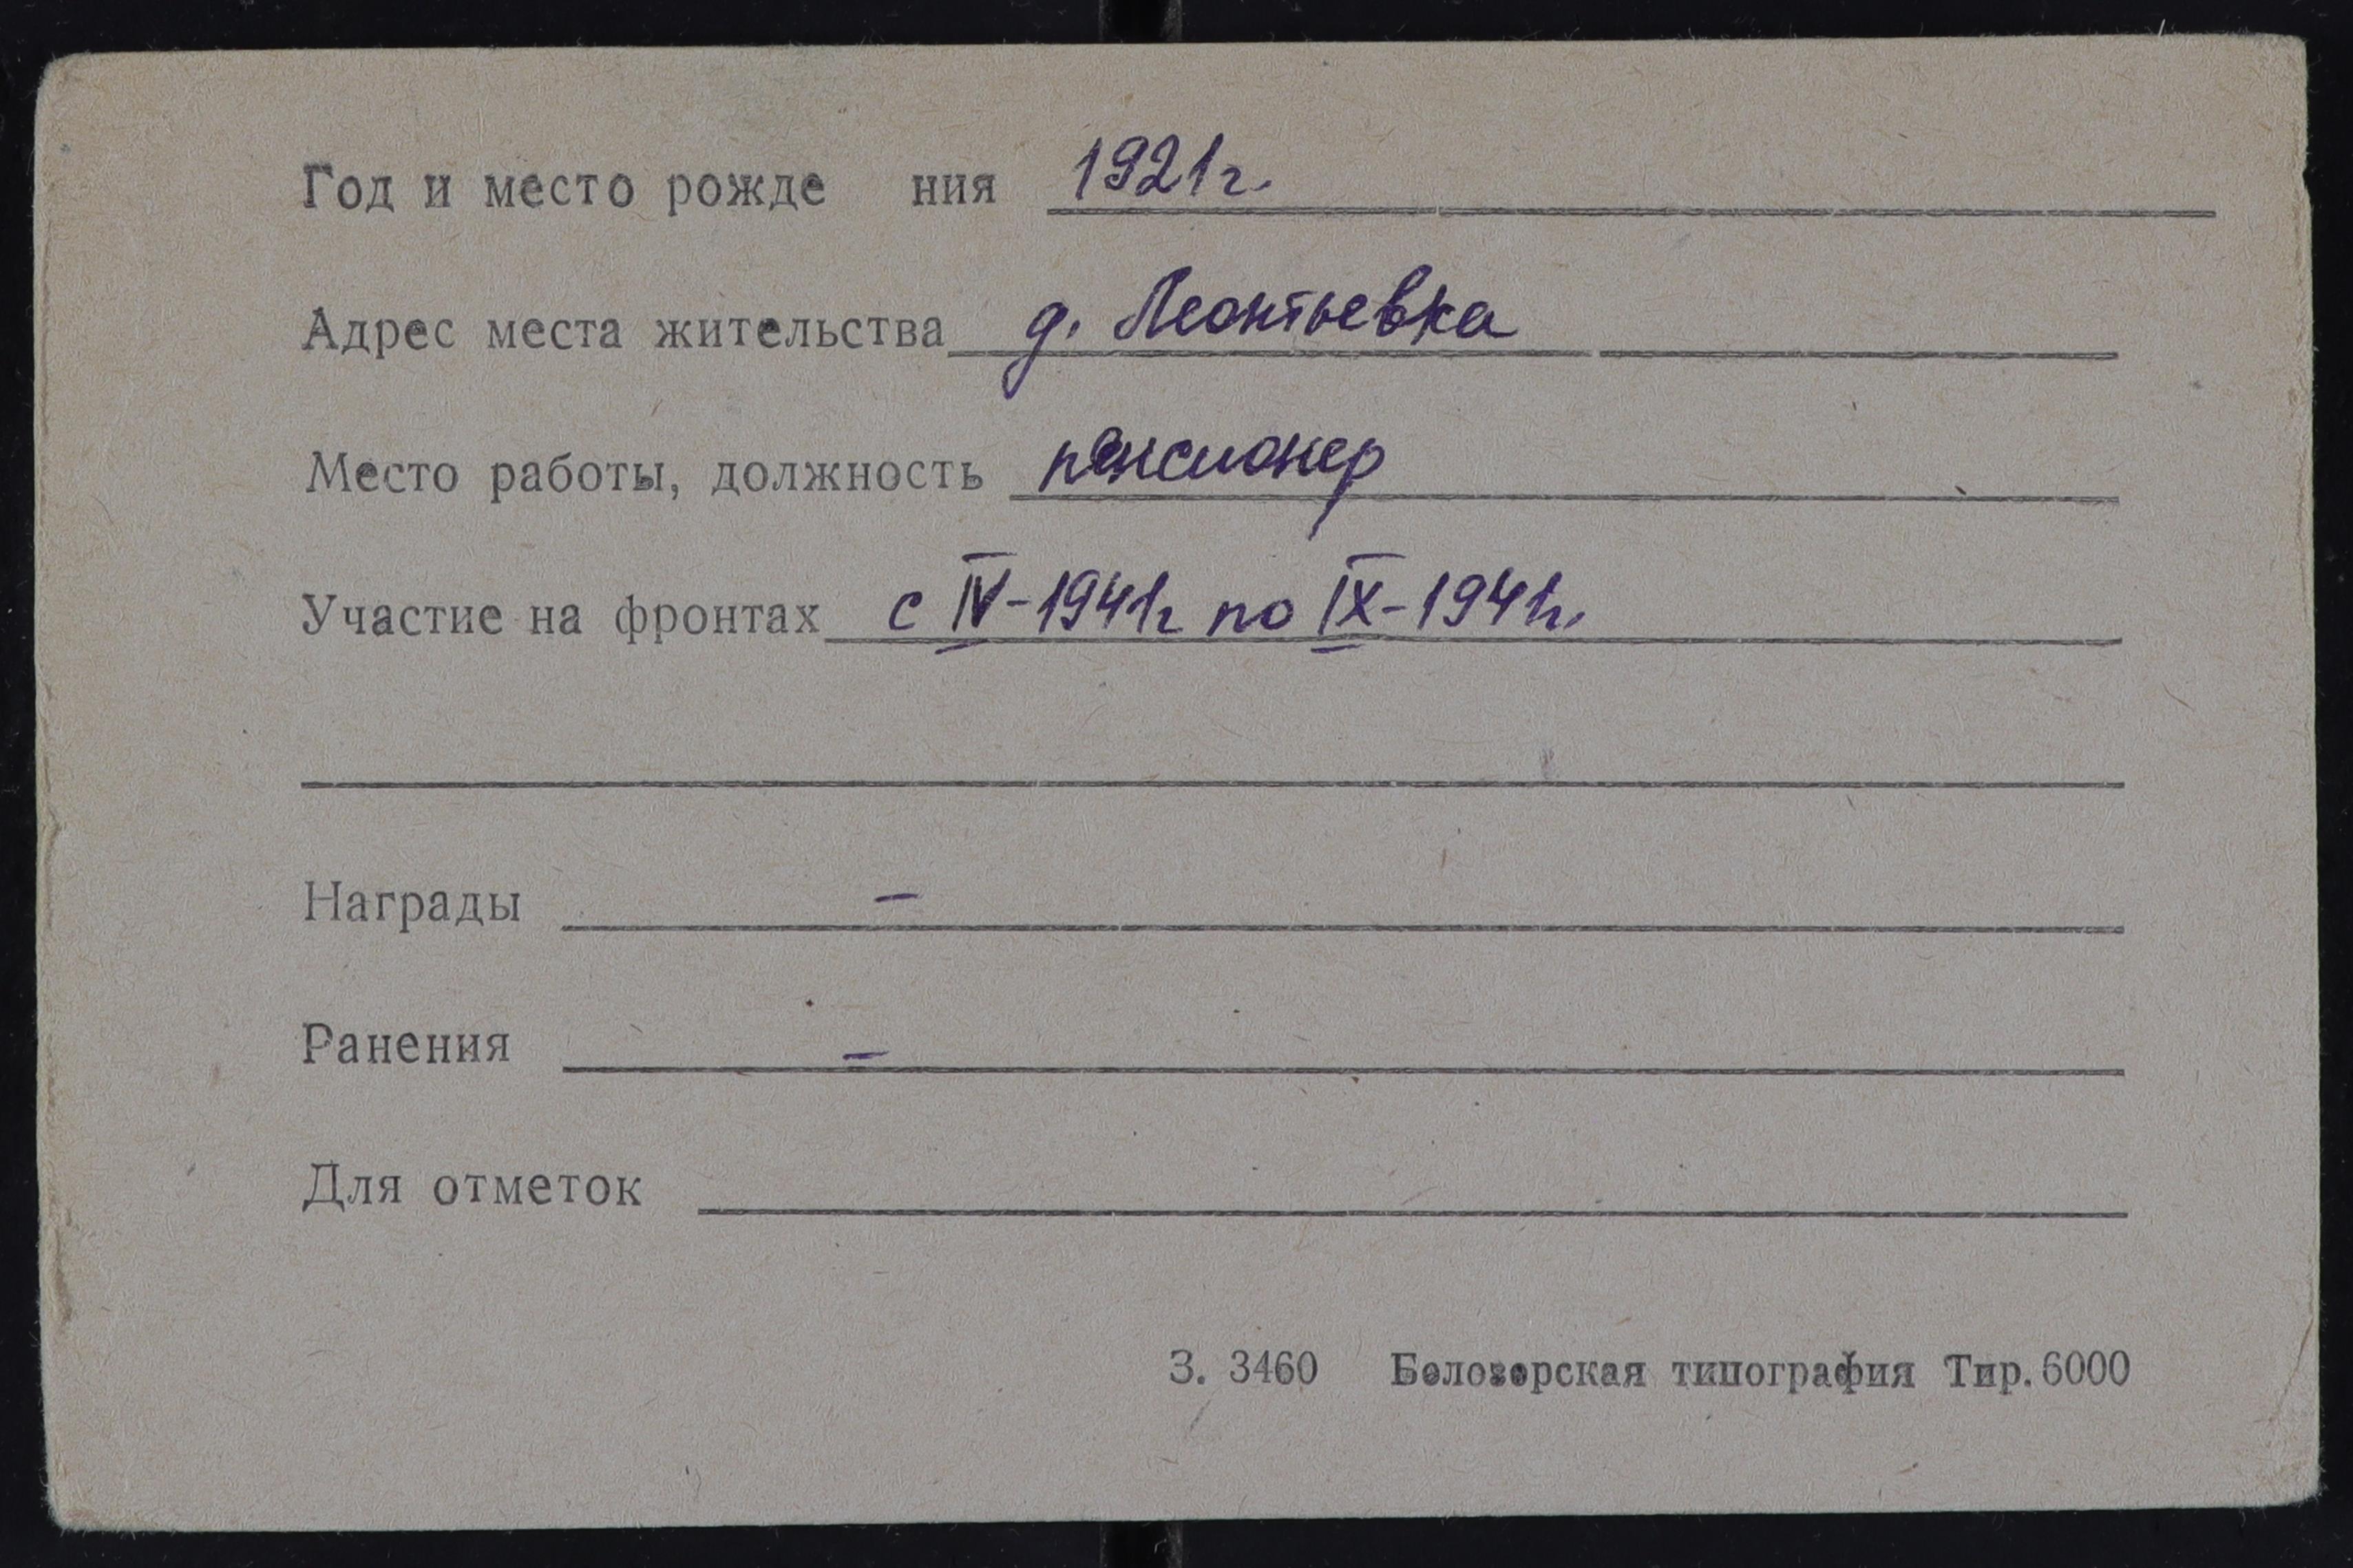 Год и место рожде ния 1921г.
Адрес места жительства д. Леонтьевка
Место работы, должность пенсионер
Участие на фронтах с IV-1941г по IX-1941г.
Награды –
Ранения –
Для отметок
З. 3460 Белозерская типография Тир. 6000